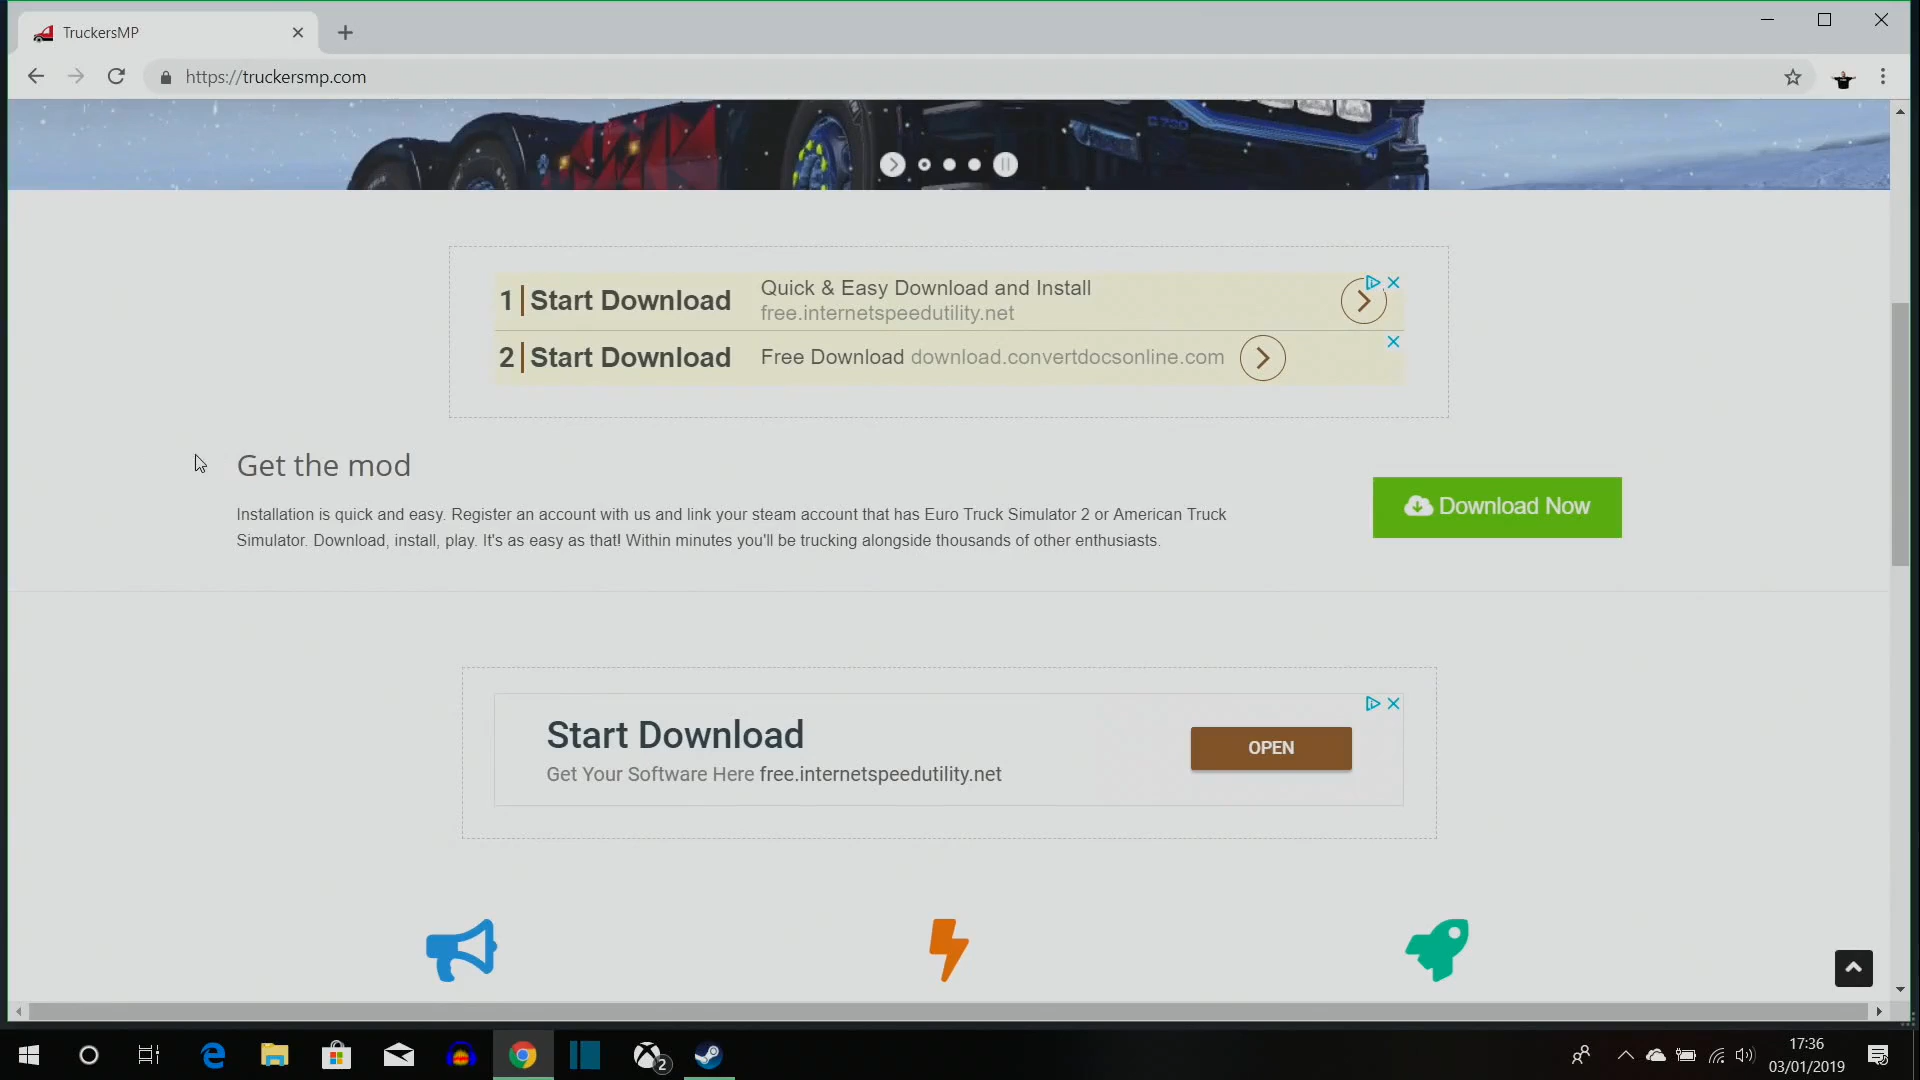 TruckersMP
https://truckersmp.com
1 Start Download
Quick & Easy Download and Install
free.internetspeedutility.net
2 Start Download
Free Download download.convertdocsonline.com
Get the mod
Installation is quick and easy. Register an account with us and link your steam account that has Euro Truck Simulator 2 or American Truck
Simulator. Download, install, play. It's as easy as that! Within minutes you'll be trucking alongside thousands of other enthusiasts.
Download Now
Start Download
Get Your Software Here free.internetspeedutility.net
OPEN
2
17:36
03/01/2019